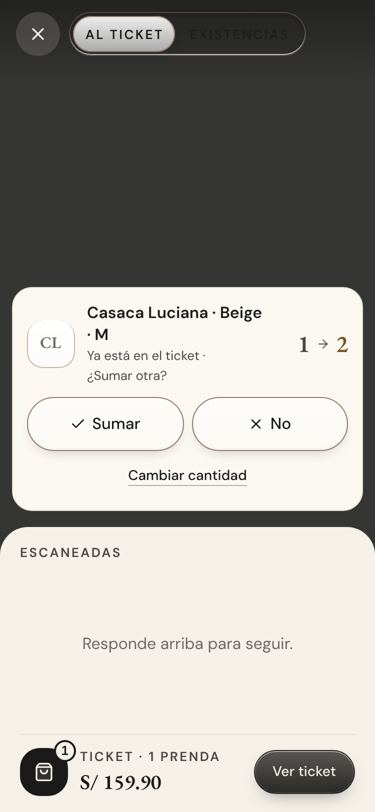 AL TICKET
EXISTENCIAS
Casaca Luciana · Beige
· M
CL
Ya está en el ticket ·
¿Sumar otra?
1 → 2
Sumar
No
Cambiar cantidad
ESCANEADAS
Responde arriba para seguir.
1
TICKET · 1 PRENDA
S/ 159.90
Ver ticket